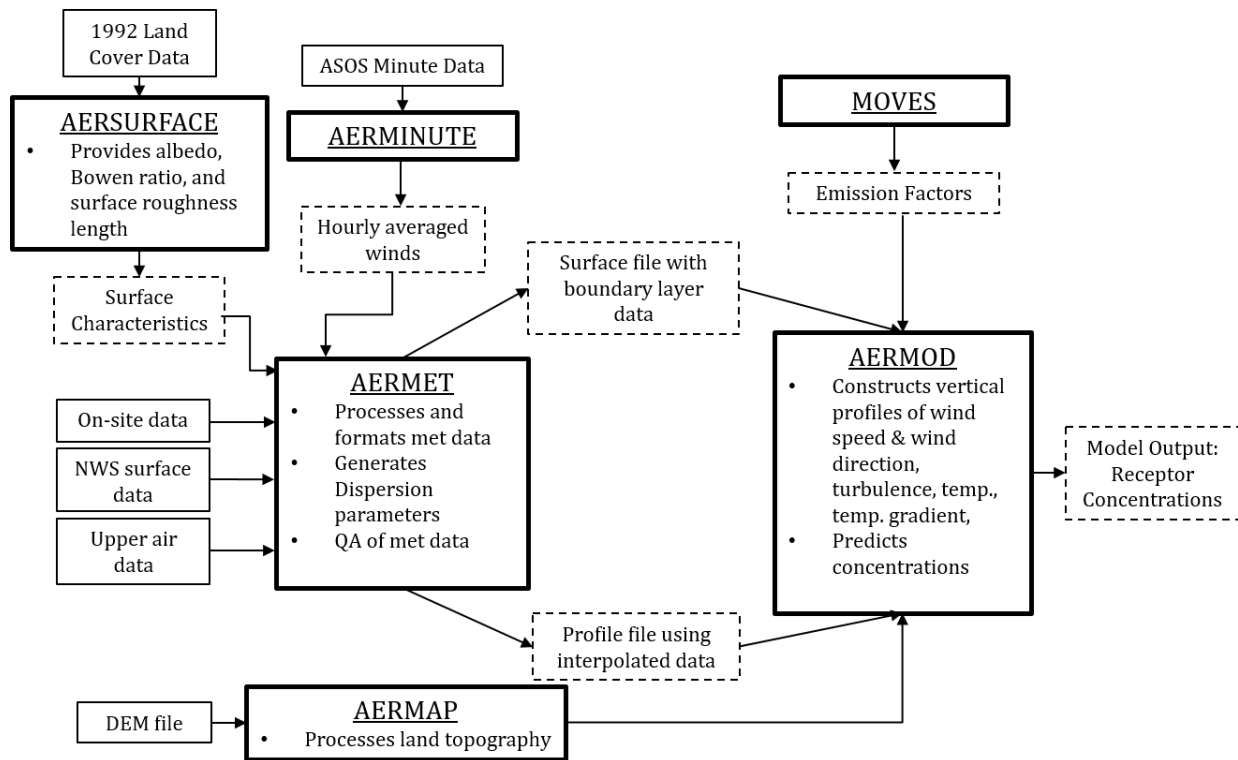 1992 Land
Cover Data
ASOS Minute Data
AERSURFACE
• Provides albedo,
Bowen ratio, and
surface roughness
length
AERMINUTE
MOVES
Emission Factors
Hourly averaged
winds
Surface
Characteristics
Surface file with
boundary layer
data
On-site data
NWS surface
data
Upper air
data
AERMET
• Processes and
formats met data
• Generates
Dispersion
parameters
• QA of met data
AERMOD
• Constructs vertical
profiles of wind
speed & wind
direction,
turbulence, temp.,
temp. gradient,
• Predicts
concentrations
Model Output:
Receptor
Concentrations
Profile file using
interpolated data
DEM file
AERMAP
• Processes land topography